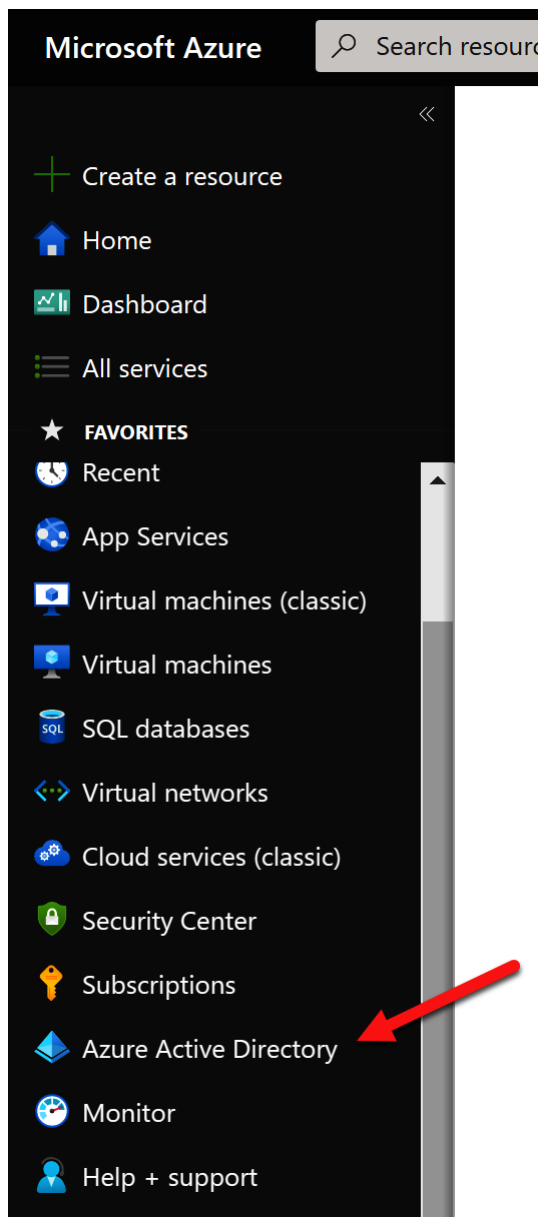 Microsoft Azure
Search resourc
Create a resource
Home
Dashboard
All services
FAVORITES
Recent
App Services
Virtual machines (classic)
Virtual machines
SQL databases
Virtual networks
Cloud services (classic)
Security Center
Subscriptions
Azure Active Directory
Monitor
Help + support